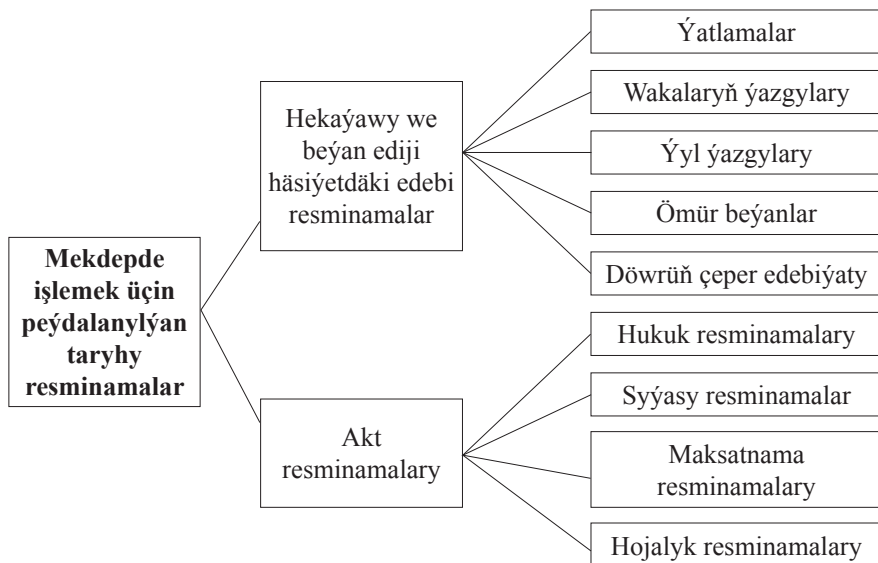 Mekdepde
işlemek üçin
peýdalanylýan
taryhy
resminamalar
Hekaýawy we
beýan ediji
häsiýetdäki edebi
resminamalar
Ýatlamalar
Wakalaryň ýazgylary
Ýyl ýazgylary
Ömür beýanlar
Döwrüň çeper edebiýaty
Akt
resminamalary
Hukuk resminamalary
Syýasy resminamalar
Maksatnama
resminamalary
Hojalyk resminamalary